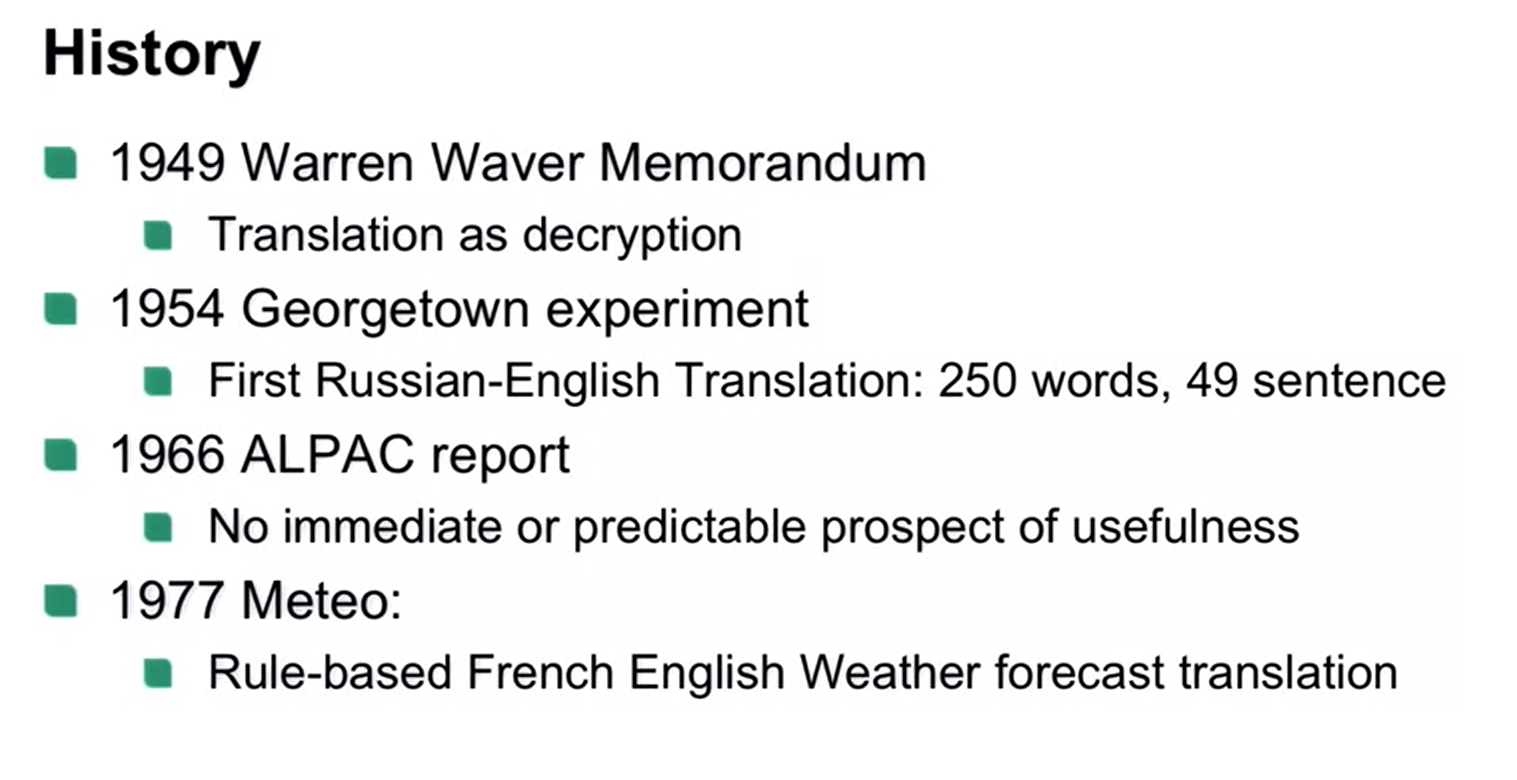 History
1949 Warren Waver Memorandum
Translation as decryption
1954 Georgetown experiment
First Russian-English Translation: 250 words, 49 sentence
1966 ALPAC report
No immediate or predictable prospect of usefulness
1977 Meteo:
Rule-based French English Weather forecast translation